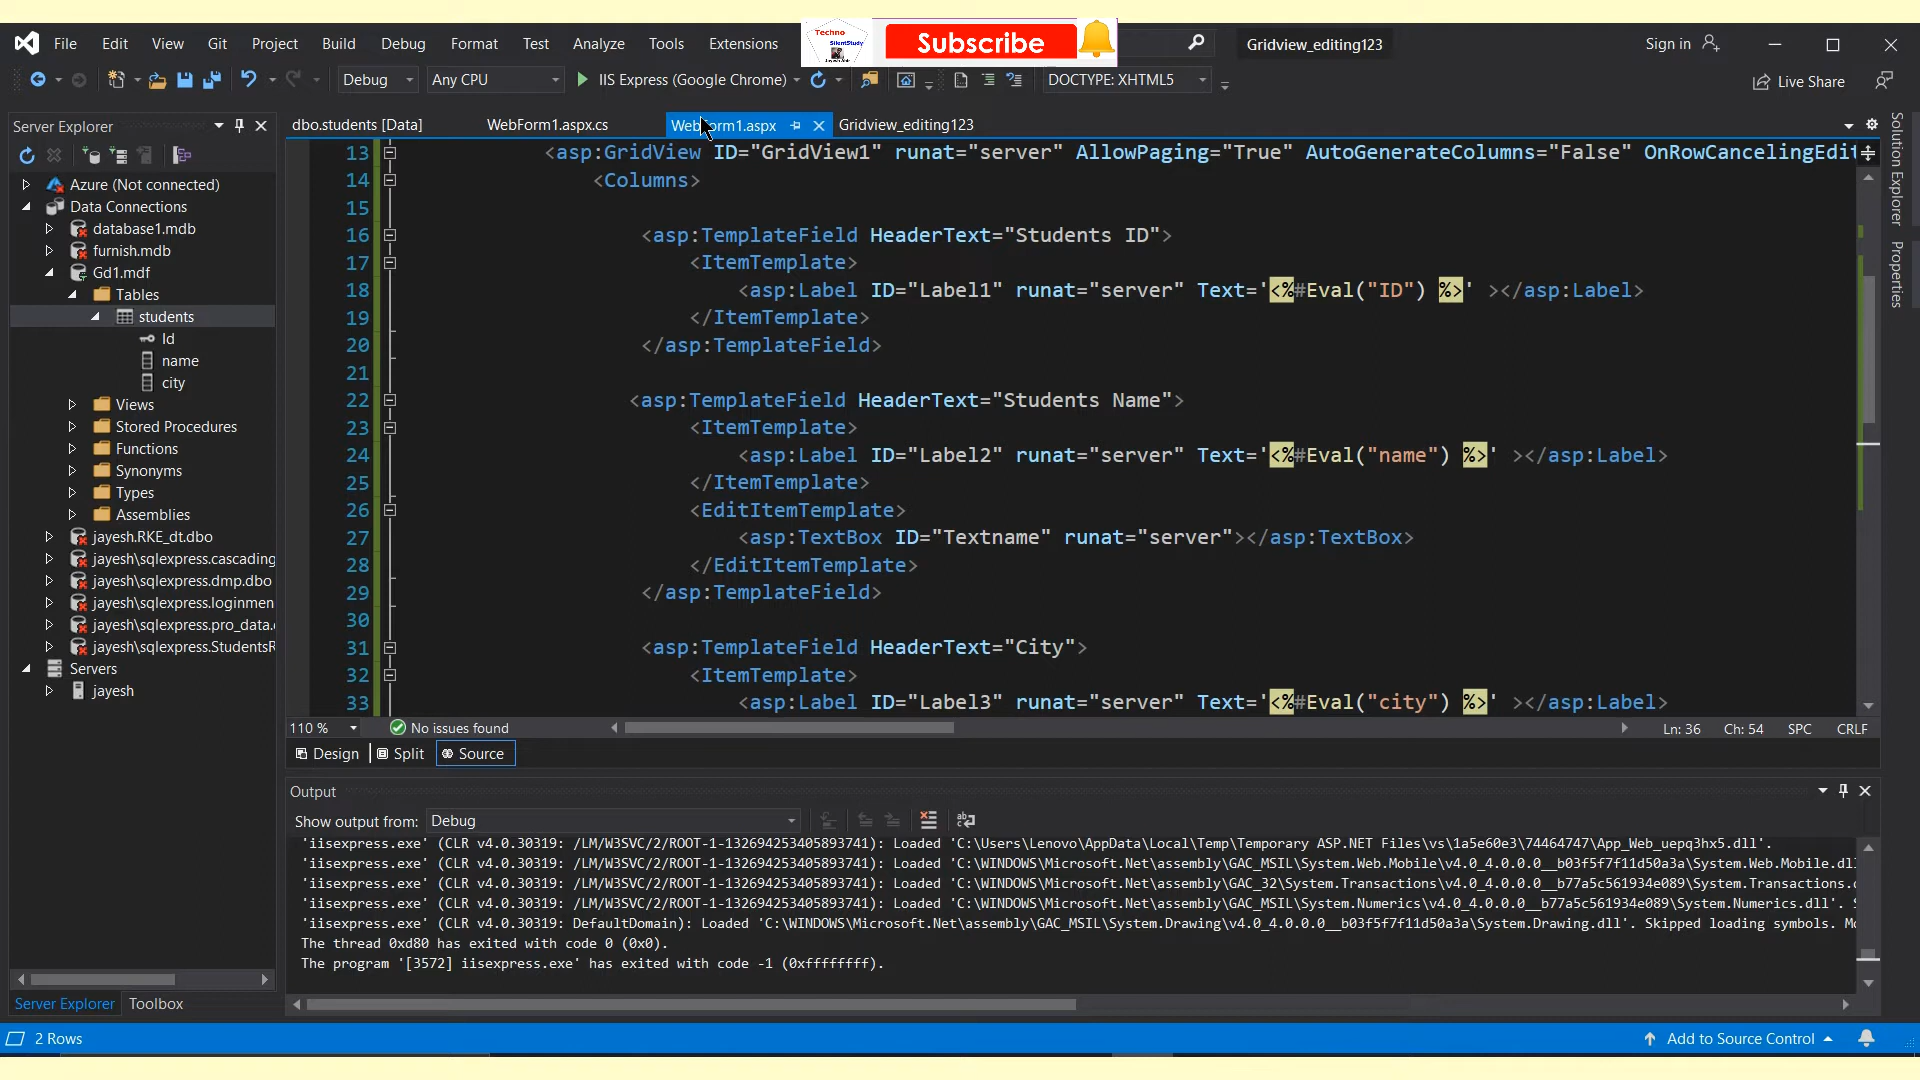 File Edit View Git Project Build Debug Format Test Analyze Tools Extensions
Techno
SilentStudy
Subscribe
Gridview_editing123
Sign in
Debug
Any CPU
IIS Express (Google Chrome)
DOCTYPE: XHTML5
Live Share
Server Explorer
Azure (Not connected)
Data Connections
database1.mdb
furnish.mdb
Gd1.mdf
Tables
students
Id
name
city
Views
Stored Procedures
Functions
Synonyms
Types
Assemblies
jayesh.RKE_dt.dbo
jayesh\sqlexpress.cascading
jayesh\sqlexpress.dmp.dbo
jayesh\sqlexpress.loginmen
jayesh\sqlexpress.pro_data.
jayesh\sqlexpress.StudentsR
Servers
jayesh
Server Explorer Toolbox
dbo.students [Data] WebForm1.aspx.cs WebForm1.aspx Gridview_editing123
13 <asp:GridView ID="GridView1" runat="server" AllowPaging="True" AutoGenerateColumns="False" OnRowCancelingEdit
14 <Columns>
15
16 <asp:TemplateField HeaderText="Students ID">
17 <ItemTemplate>
18 <asp:Label ID="Label1" runat="server" Text='<%#Eval("ID") %>' ></asp:Label>
19 </ItemTemplate>
20 </asp:TemplateField>
21
22 <asp:TemplateField HeaderText="Students Name">
23 <ItemTemplate>
24 <asp:Label ID="Label2" runat="server" Text='<%#Eval("name") %>' ></asp:Label>
25 </ItemTemplate>
26 <EditItemTemplate>
27 <asp:TextBox ID="Textname" runat="server"></asp:TextBox>
28 </EditItemTemplate>
29 </asp:TemplateField>
30
31 <asp:TemplateField HeaderText="City">
32 <ItemTemplate>
33 <asp:Label ID="Label3" runat="server" Text='<%#Eval("city") %>' ></asp:Label>
110 % No issues found Ln: 36 Ch: 54 SPC CRLF
Design Split Source
Output
Show output from: Debug
'iisexpress.exe' (CLR v4.0.30319: /LM/W3SVC/2/ROOT-1-132694253405893741): Loaded 'C:\Users\Lenovo\AppData\Local\Temp\Temporary ASP.NET Files\vs\1a5e60e3\74464747\App_Web_uepq3hx5.dll'.
'iisexpress.exe' (CLR v4.0.30319: /LM/W3SVC/2/ROOT-1-132694253405893741): Loaded 'C:\WINDOWS\Microsoft.Net\assembly\GAC_MSIL\System.Web.Mobile\v4.0_4.0.0.0__b03f5f7f11d50a3a\System.Web.Mobile.dll
'iisexpress.exe' (CLR v4.0.30319: /LM/W3SVC/2/ROOT-1-132694253405893741): Loaded 'C:\WINDOWS\Microsoft.Net\assembly\GAC_32\System.Transactions\v4.0_4.0.0.0__b77a5c561934e089\System.Transactions.d
'iisexpress.exe' (CLR v4.0.30319: /LM/W3SVC/2/ROOT-1-132694253405893741): Loaded 'C:\WINDOWS\Microsoft.Net\assembly\GAC_MSIL\System.Numerics\v4.0_4.0.0.0__b77a5c561934e089\System.Numerics.dll'. S
'iisexpress.exe' (CLR v4.0.30319: DefaultDomain): Loaded 'C:\WINDOWS\Microsoft.Net\assembly\GAC_MSIL\System.Drawing\v4.0_4.0.0.0__b03f5f7f11d50a3a\System.Drawing.dll'. Skipped loading symbols. Mo
The thread 0xd80 has exited with code 0 (0x0).
The program '[3572] iisexpress.exe' has exited with code -1 (0xffffffff).
Solution Explorer
Properties
2 Rows
Add to Source Control